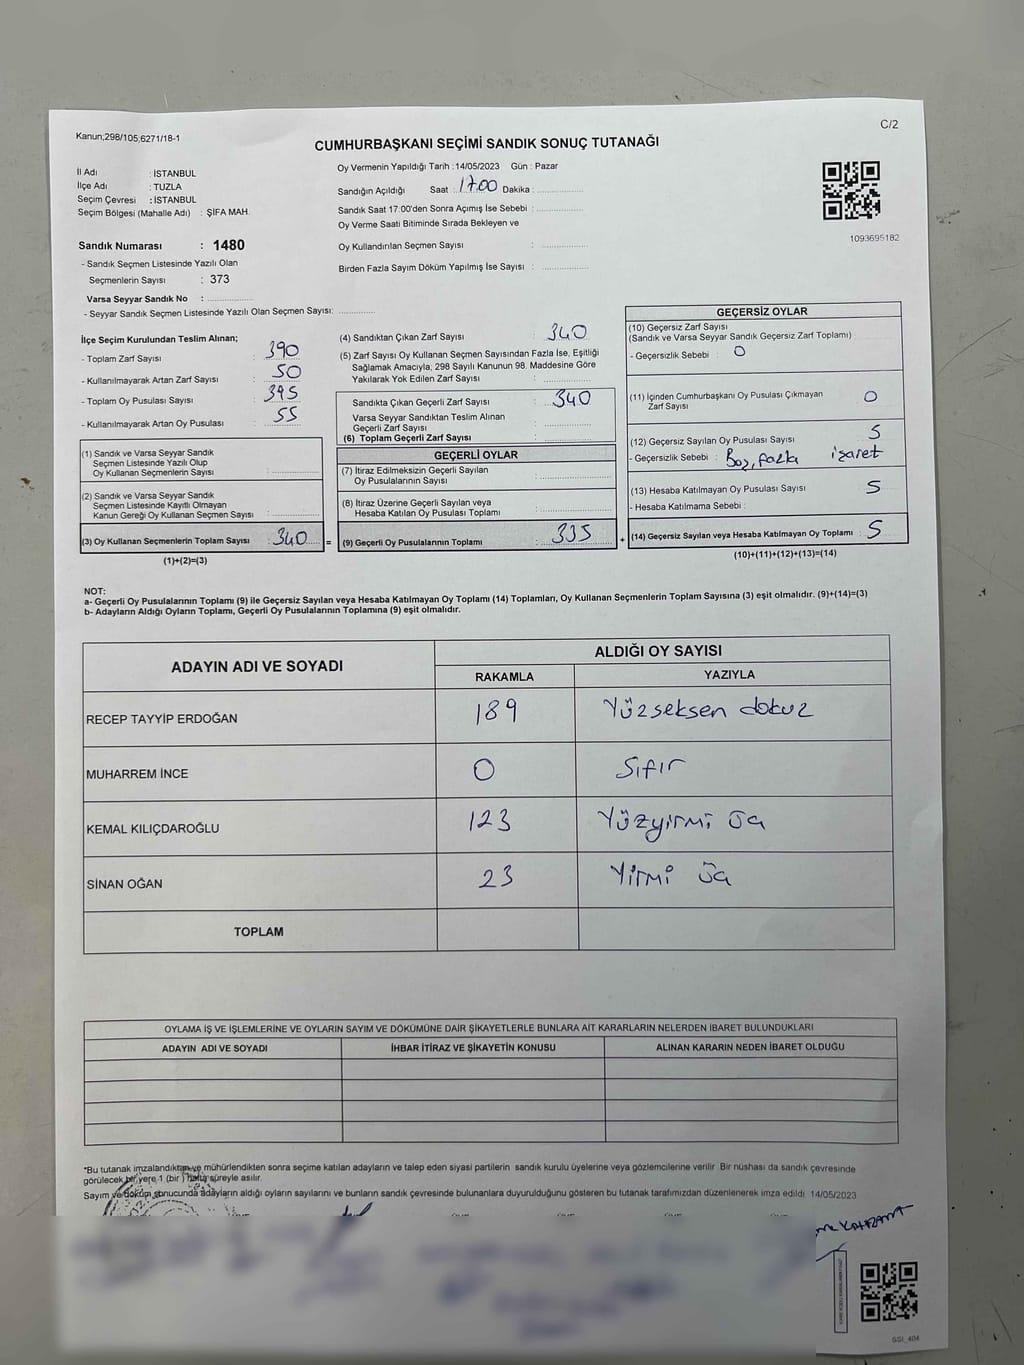 Kanun;298/105,6271/18-1
C/2
CUMHURBAŞKANI SEÇİMİ SANDIK SONUÇ TUTANAĞI
İl Adı : İSTANBUL
İlçe Adı : TUZLA
Seçim Çevresi : İSTANBUL
Seçim Bölgesi (Mahalle Adı) : ŞİFA MAH.
Sandık Numarası : 1480
- Sandık Seçmen Listesinde Yazılı Olan
Seçmenlerin Sayısı : 373
Varsa Seyyar Sandık No :
- Seyyar Sandık Seçmen Listesinde Yazılı Olan Seçmen Sayısı:
Oy Vermenin Yapıldığı Tarih : 14/05/2023 Gün : Pazar
Sandığın Açıldığı Saat : 17.00 Dakika :
Sandık Saat 17:00'den Sonra Açımış İse Sebebi :
Oy Verme Saati Bitiminde Sırada Bekleyen ve
Oy Kullandırılan Seçmen Sayısı :
Birden Fazla Sayım Döküm Yapılmış İse Sayısı :
1093695182
İlçe Seçim Kurulundan Teslim Alınan;
- Toplam Zarf Sayısı : 390
- Kullanılmayarak Artan Zarf Sayısı : 50
- Toplam Oy Pusulası Sayısı : 395
- Kullanılmayarak Artan Oy Pusulası : 55
(1) Sandık ve Varsa Seyyar Sandık
Seçmen Listesinde Yazılı Olup
Oy Kullanan Seçmenlerin Sayısı :
(2) Sandık ve Varsa Seyyar Sandık
Seçmen Listesinde Kayıtlı Olmayan
Kanun Gereği Oy Kullanan Seçmen Sayısı :
(3) Oy Kullanan Seçmenlerin Toplam Sayısı : 340 =
(1)+(2)=(3)
(4) Sandıktan Çıkan Zarf Sayısı : 340
(5) Zarf Sayısı Oy Kullanan Seçmen Sayısından Fazla İse, Eşitliği
Sağlamak Amacıyla, 298 Sayılı Kanunun 98. Maddesine Göre
Yakılarak Yok Edilen Zarf Sayısı :
Sandıkta Çıkan Geçerli Zarf Sayısı : 340
Varsa Seyyar Sandıktan Teslim Alınan
Geçerli Zarf Sayısı :
(6) Toplam Geçerli Zarf Sayısı :
GEÇERLİ OYLAR
(7) İtiraz Edilmeksizin Geçerli Sayılan
Oy Pusulalarının Sayısı :
(8) İtiraz Üzerine Geçerli Sayılan veya
Hesaba Katılan Oy Pusulası Toplamı :
(9) Geçerli Oy Pusulalarının Toplamı : 335 +
GEÇERSİZ OYLAR
(10) Geçersiz Zarf Sayısı
(Sandık ve Varsa Seyyar Sandık Geçersiz Zarf Toplamı)
- Geçersizlik Sebebi : 0
(11) İçinden Cumhurbaşkanı Oy Pusulası Çıkmayan
Zarf Sayısı 0
(12) Geçersiz Sayılan Oy Pusulası Sayısı 5
- Geçersizlik Sebebi : Boş, fazla işaret
(13) Hesaba Katılmayan Oy Pusulası Sayısı 5
- Hesaba Katılmama Sebebi :
(14) Geçersiz Sayılan veya Hesaba Katılmayan Oy Toplamı : 5
(10)+(11)+(12)+(13)=(14)
NOT:
a- Geçerli Oy Pusulalarının Toplamı (9) ile Geçersiz Sayılan veya Hesaba Katılmayan Oy Toplamı (14) Toplamları, Oy Kullanan Seçmenlerin Toplam Sayısına (3) eşit olmalıdır. (9)+(14)=(3)
b- Adayların Aldığı Oyların Toplamı, Geçerli Oy Pusulalarının Toplamına (9) eşit olmalıdır.
ADAYIN ADI VE SOYADI ALDIĞI OY SAYISI
RAKAMLA YAZIYLA
RECEP TAYYİP ERDOĞAN 189 Yüzseksen dokuz
MUHARREM İNCE 0 Sıfır
KEMAL KILIÇDAROĞLU 123 Yüzyirmi üç
SİNAN OĞAN 23 Yirmi üç
TOPLAM
OYLAMA İŞ VE İŞLEMLERİNE VE OYLARIN SAYIM VE DÖKÜMÜNE DAİR ŞİKAYETLERLE BUNLARA AİT KARARLARIN NELERDEN İBARET BULUNDUKLARI
ADAYIN ADI VE SOYADI İHBAR İTİRAZ VE ŞİKAYETİN KONUSU ALINAN KARARIN NEDEN İBARET OLDUĞU
*Bu tutanak imzalandıktan ve mühürlendikten sonra seçime katılan adayların ve talep eden siyasi partilerin sandık kurulu üyelerine veya gözlemcilerine verilir. Bir nüshası da sandık çevresinde
görülecek bir yere 1 (bir ) hafta süreyle asılır.
Sayım ve döküm sonucunda adayların aldığı oyların sayılarını ve bunların sandık çevresinde bulunanlara duyurulduğunu gösteren bu tutanak tarafımızdan düzenlenerek imza edildi. 14/05/2023
GSI_404